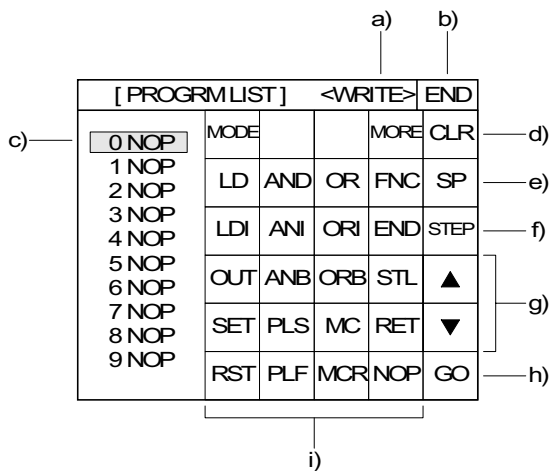 a) b)
[ PROGRM LIST ] <WRITE> END
c) 0 NOP MODE MORE CLR d)
1 NOP LD AND OR FNC SP e)
2 NOP
3 NOP LDI ANI ORI END STEP f)
4 NOP
5 NOP OUT ANB ORB STL ▲ g)
6 NOP
7 NOP SET PLS MC RET ▼
8 NOP
9 NOP RST PLF MCR NOP GO h)
i)